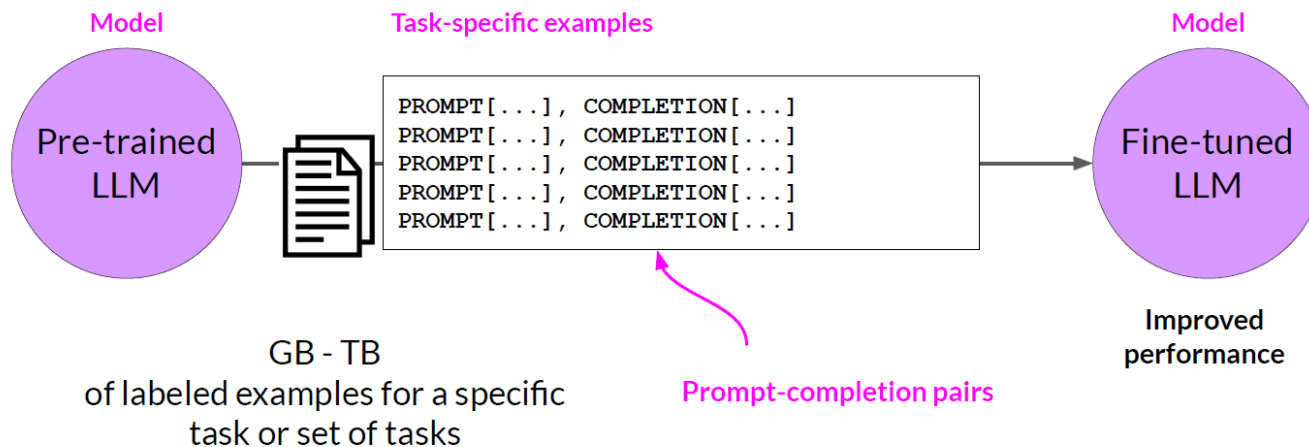 Model
Task-specific examples
Model
Pre-trained
LLM
PROMPT[...], COMPLETION[...]
PROMPT[...], COMPLETION[...]
PROMPT[...], COMPLETION[...]
PROMPT[...], COMPLETION[...]
PROMPT[...], COMPLETION[...]
Fine-tuned
LLM
GB - TB
of labeled examples for a specific
task or set of tasks
Prompt-completion pairs
Improved
performance